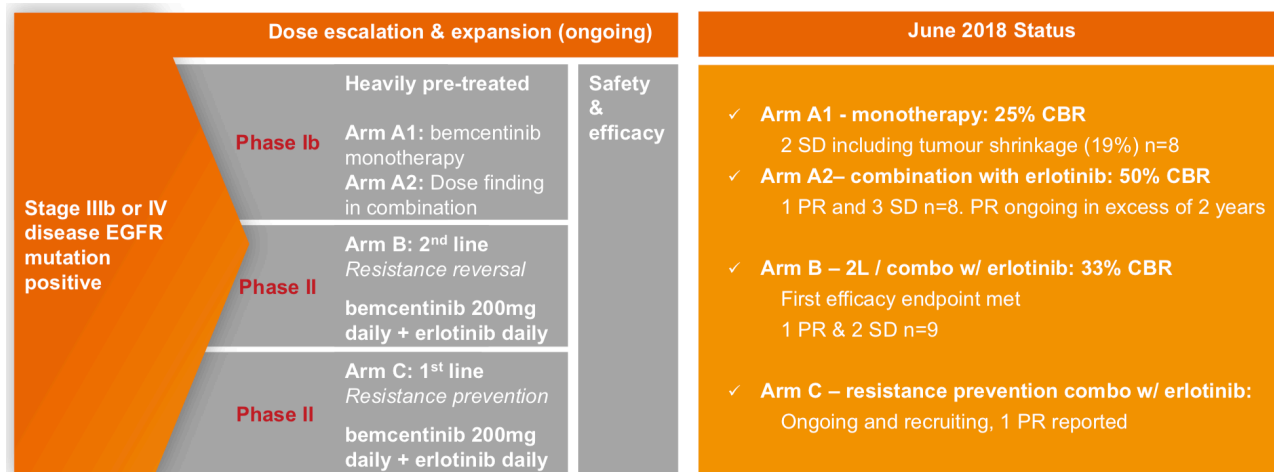 Dose escalation & expansion (ongoing)
Stage IIIb or IV
disease EGFR
mutation
positive
Phase Ib
Heavily pre-treated
Arm A1: bemcentinib
monotherapy
Arm A2: Dose finding
in combination
Safety
&
efficacy
Phase II
Arm B: 2nd line
Resistance reversal
bemcentinib 200mg
daily + erlotinib daily
Phase II
Arm C: 1st line
Resistance prevention
bemcentinib 200mg
daily + erlotinib daily
June 2018 Status
✓ Arm A1 - monotherapy: 25% CBR
2 SD including tumour shrinkage (19%) n=8
✓ Arm A2– combination with erlotinib: 50% CBR
1 PR and 3 SD n=8. PR ongoing in excess of 2 years
✓ Arm B – 2L / combo w/ erlotinib: 33% CBR
First efficacy endpoint met
1 PR & 2 SD n=9
✓ Arm C – resistance prevention combo w/ erlotinib:
Ongoing and recruiting, 1 PR reported